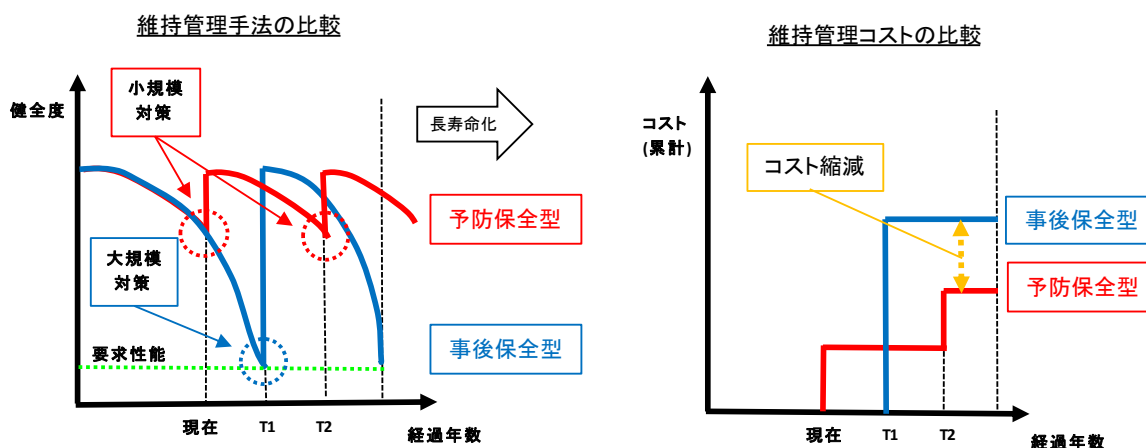 維持管理手法の比較
健全度
小規模
対策
長寿命化
予防保全型
大規模
対策
要求性能
事後保全型
現在
T1
T2
経過年数
維持管理コストの比較
コスト
(累計)
コスト縮減
事後保全型
予防保全型
現在
T1
T2
経過年数